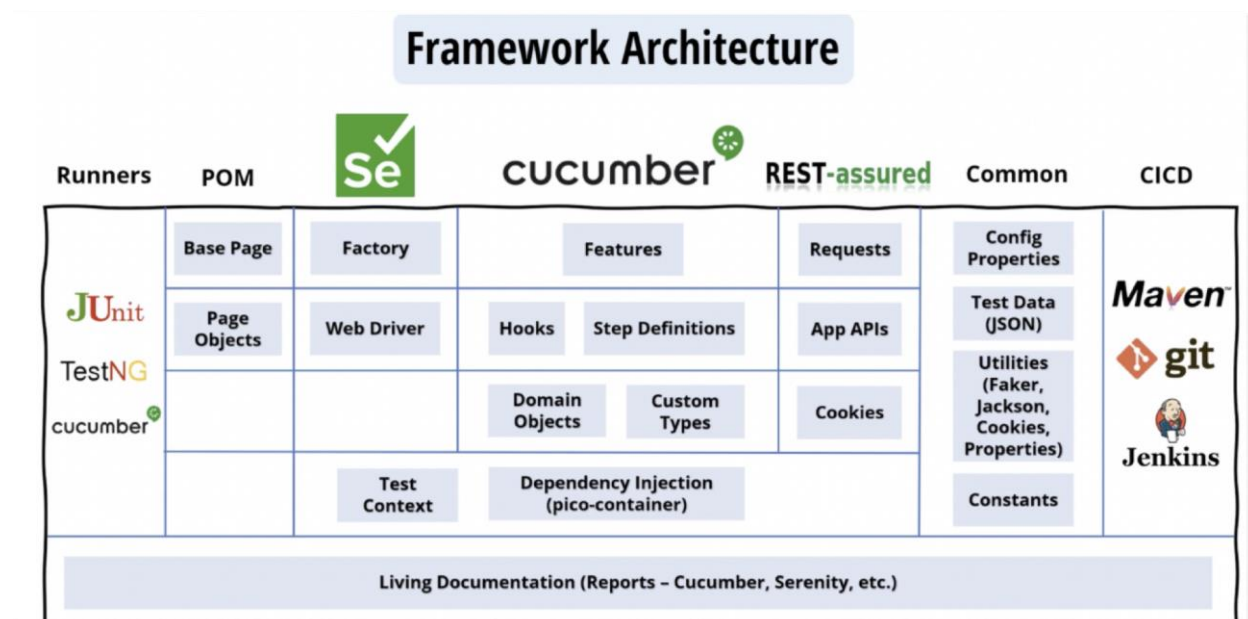 Framework Architecture
Runners
POM
Se
cucumber
REST-assured
Common
CICD
Base Page
Factory
Features
Requests
Config
Properties
JUnit
TestNG
cucumber
Page
Objects
Web Driver
Hooks
Step Definitions
App APIs
Test Data
(JSON)
Domain
Objects
Custom
Types
Cookies
Utilities
(Faker,
Jackson,
Cookies,
Properties)
Test
Context
Dependency Injection
(pico-container)
Constants
Maven™
git
Jenkins
Living Documentation (Reports – Cucumber, Serenity, etc.)